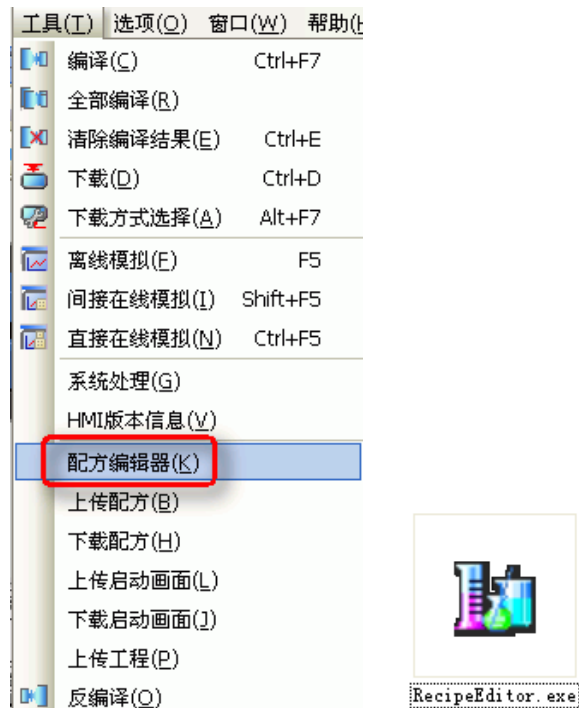 工具(T) 选项(O) 窗口(W) 帮助(H
编译(C) Ctrl+F7
全部编译(R)
清除编译结果(E) Ctrl+E
下载(D) Ctrl+D
下载方式选择(A) Alt+F7
离线模拟(F) F5
间接在线模拟(I) Shift+F5
直接在线模拟(N) Ctrl+F5
系统处理(G)
HMI版本信息(V)
配方编辑器(K)
上传配方(B)
下载配方(H)
上传启动画面(L)
下载启动画面(J)
上传工程(P)
反编译(O)
RecipeEditor.exe